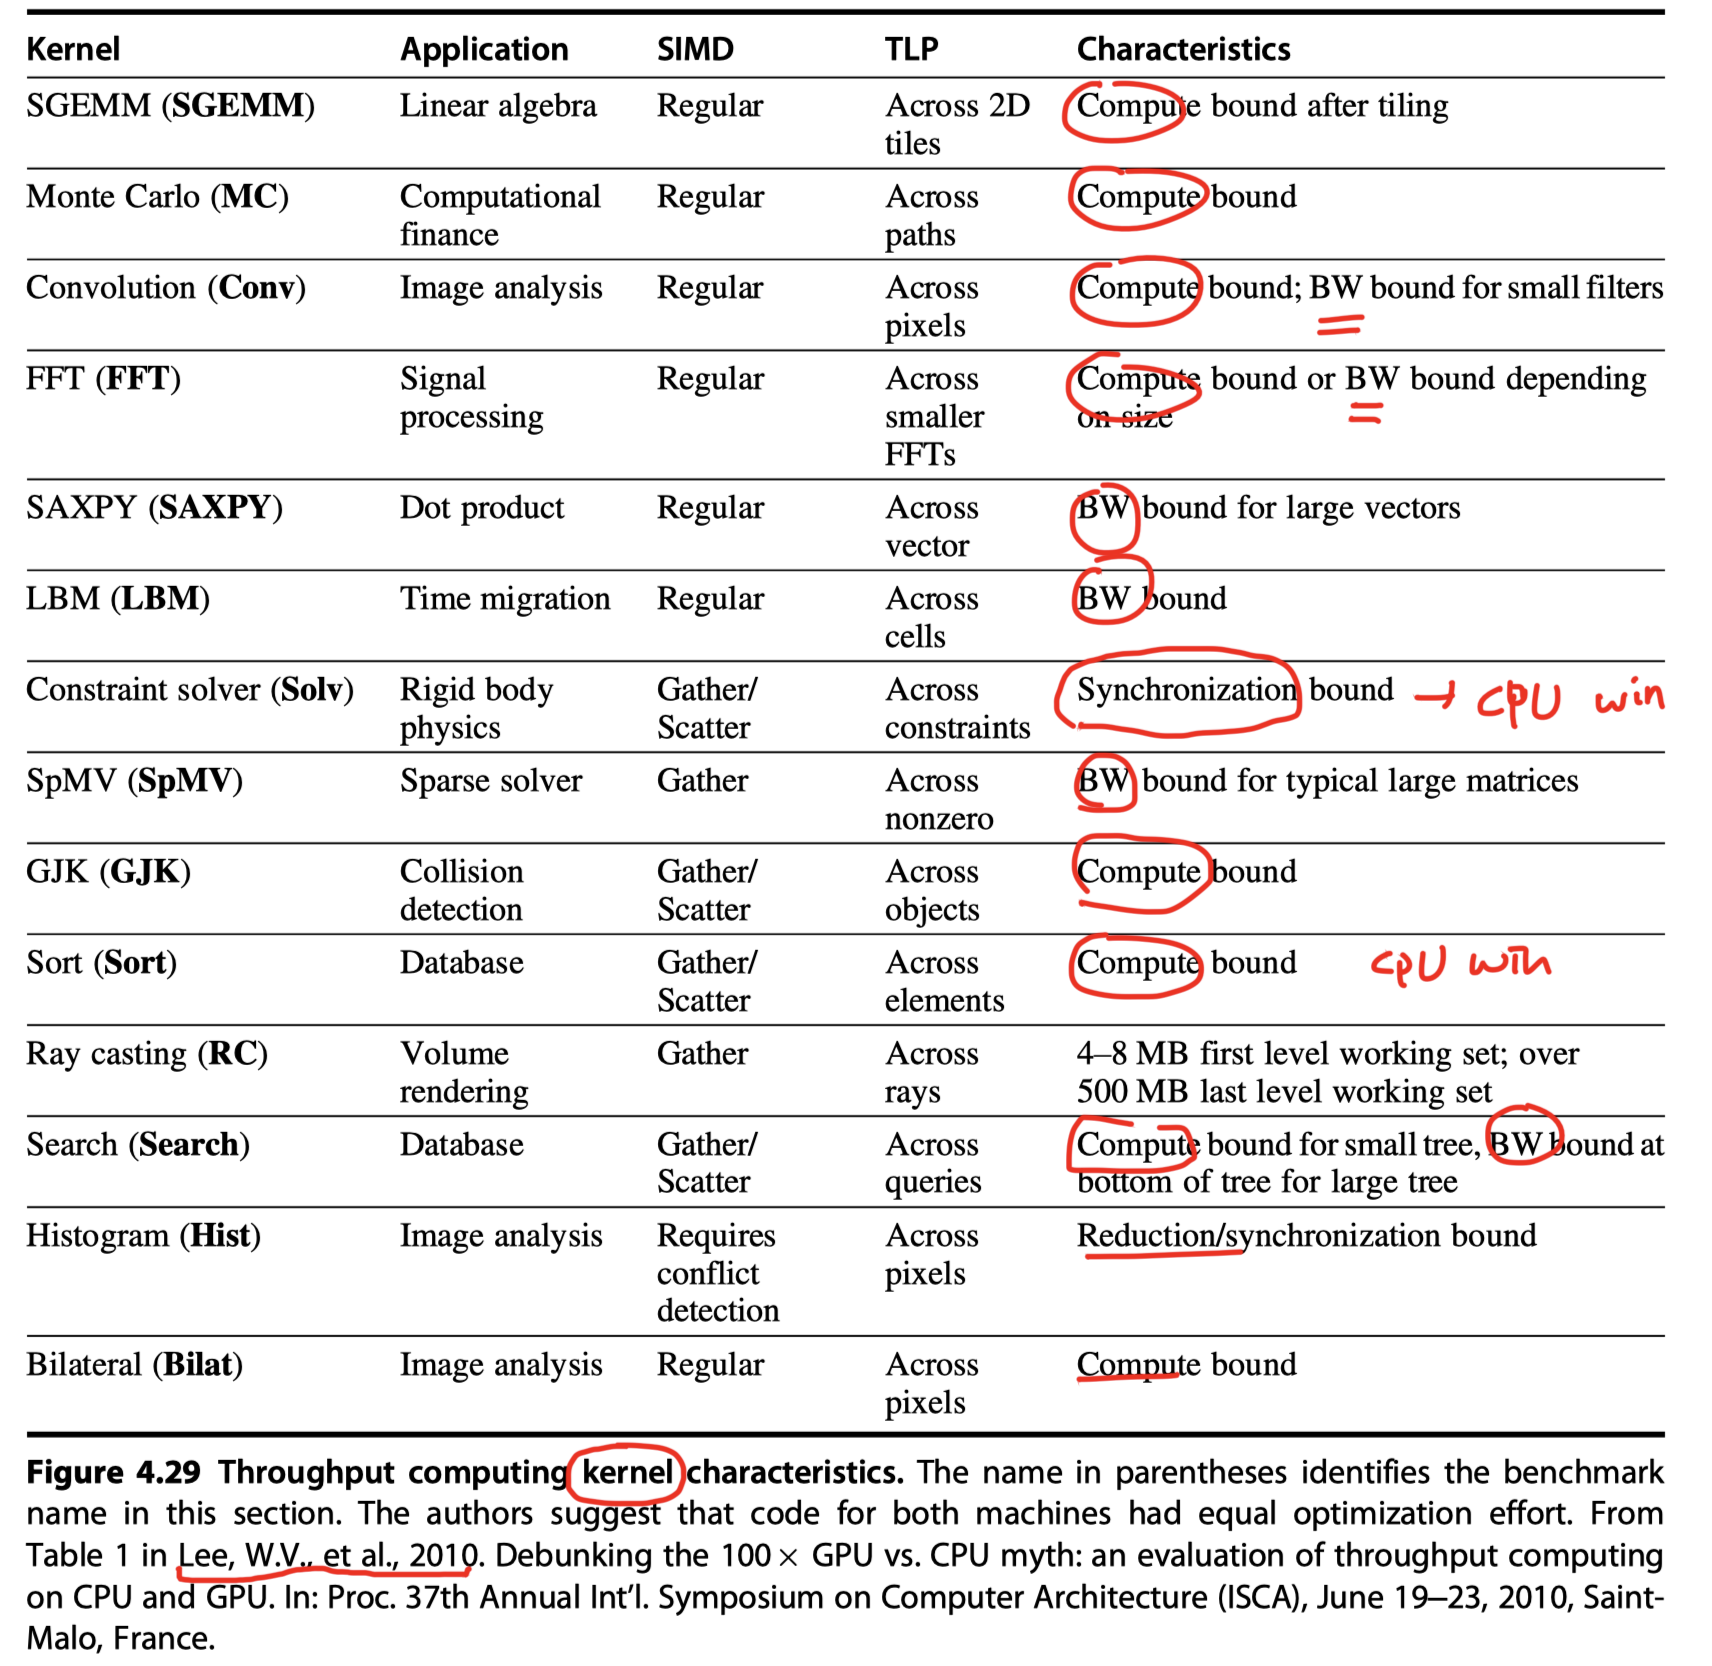 Kernel Application SIMD TLP Characteristics
SGEMM (SGEMM) Linear algebra Regular Across 2D Compute bound after tiling
tiles
Monte Carlo (MC) Computational Regular Across Compute bound
finance paths
Convolution (Conv) Image analysis Regular Across Compute bound; BW bound for small filters
pixels
FFT (FFT) Signal Regular Across Compute bound or BW bound depending
processing smaller on size
FFTs
SAXPY (SAXPY) Dot product Regular Across BW bound for large vectors
vector
LBM (LBM) Time migration Regular Across BW bound
cells
Constraint solver (Solv) Rigid body Gather/ Across Synchronization bound → CPU win
physics Scatter constraints
SpMV (SpMV) Sparse solver Gather Across BW bound for typical large matrices
nonzero
GJK (GJK) Collision Gather/ Across Compute bound
detection Scatter objects
Sort (Sort) Database Gather/ Across Compute bound CPU win
Scatter elements
Ray casting (RC) Volume Gather Across 4–8 MB first level working set; over
rendering rays 500 MB last level working set
Search (Search) Database Gather/ Across Compute bound for small tree, BW bound at
Scatter queries bottom of tree for large tree
Histogram (Hist) Image analysis Requires Across Reduction/synchronization bound
conflict pixels
detection
Bilateral (Bilat) Image analysis Regular Across Compute bound
pixels
Figure 4.29 Throughput computing kernel characteristics. The name in parentheses identifies the benchmark
name in this section. The authors suggest that code for both machines had equal optimization effort. From
Table 1 in Lee, W.V., et al., 2010. Debunking the 100 × GPU vs. CPU myth: an evaluation of throughput computing
on CPU and GPU. In: Proc. 37th Annual Int'l. Symposium on Computer Architecture (ISCA), June 19–23, 2010, Saint-
Malo, France.